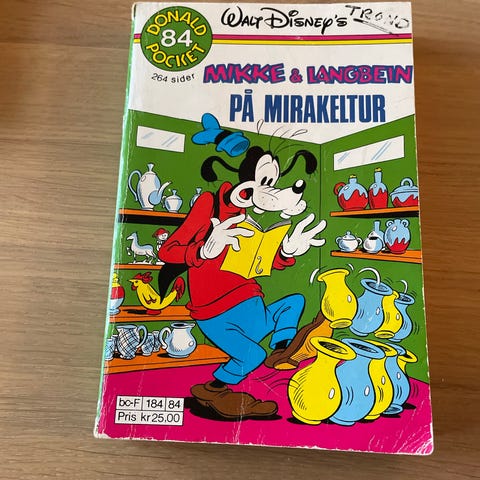 DONALD
84
POCKET
264 sider
WALT DISNEY'S
TROND
MIKKE & LANGBEIN
PÅ MIRAKELTUR
bc-F 184 84
Pris kr 25.00